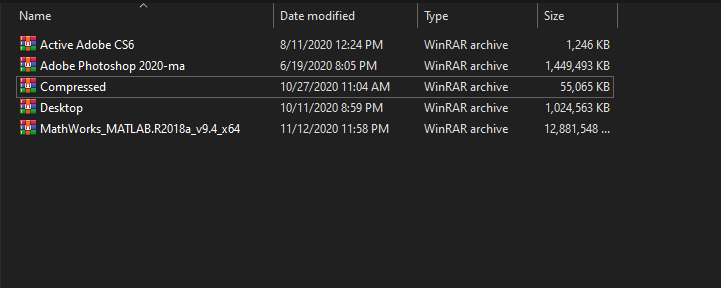 Name Date modified Type Size
Active Adobe CS6 8/11/2020 12:24 PM WinRAR archive 1,246 KB
Adobe Photoshop 2020-ma 6/19/2020 8:05 PM WinRAR archive 1,449,493 KB
Compressed 10/27/2020 11:04 AM WinRAR archive 55,065 KB
Desktop 10/11/2020 8:59 PM WinRAR archive 1,024,563 KB
MathWorks_MATLAB.R2018a_v9.4_x64 11/12/2020 11:58 PM WinRAR archive 12,881,548 ...